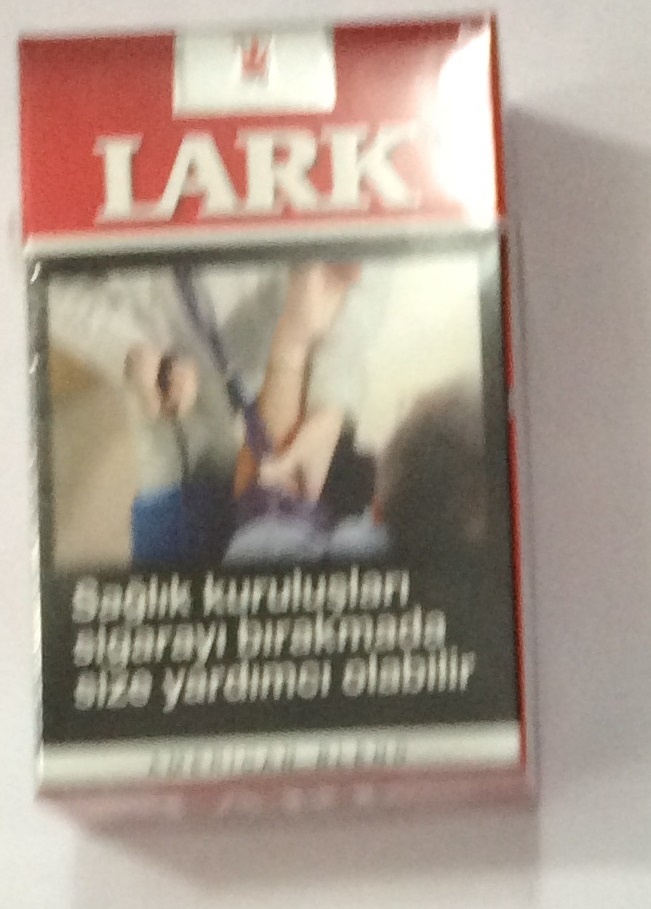 LARK
Sağlık kuruluşları
sigarayı bırakmada
size yardımcı olabilir